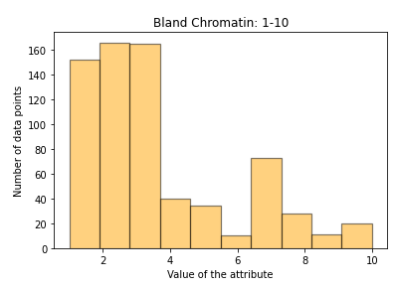 Bland Chromatin: 1-10
Number of data points
160
140
120
100
80
60
40
20
0
2 4 6 8 10
Value of the attribute